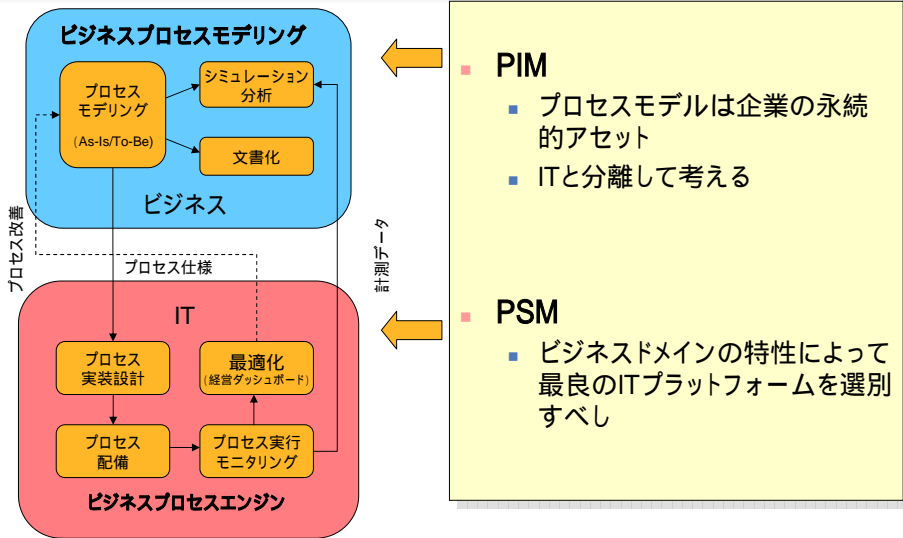 ビジネスプロセスモデリング
プロセス
モデリング
(As-Is/To-Be)
シミュレーション
分析
文書化
ビジネス
プロセス改善
プロセス仕様
計測データ
IT
プロセス
実装設計
最適化
(経営ダッシュボード)
プロセス
配備
プロセス実行
モニタリング
ビジネスプロセスエンジン
PIM
プロセスモデルは企業の永続
的アセット
ITと分離して考える
PSM
ビジネスドメインの特性によって
最良のITプラットフォームを選別
すべし